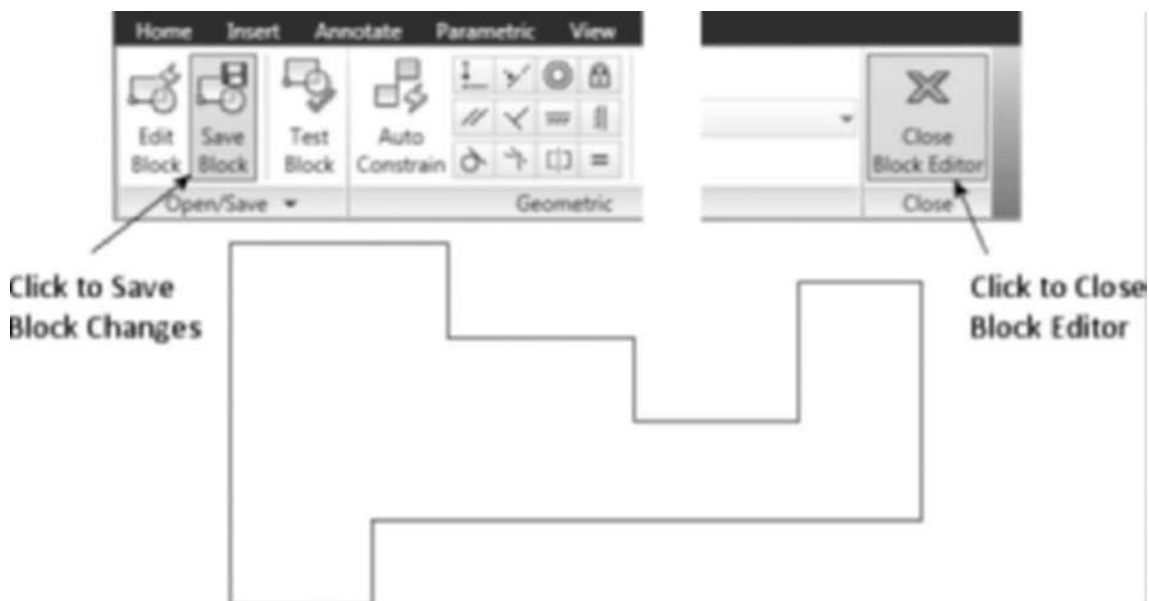 Home Insert Annotate Parametric View
Edit Block
Save Block
Test Block
Auto Constrain
Close Block Editor
Open/Save
Geometric
Close
Click to Save
Block Changes
Click to Close
Block Editor